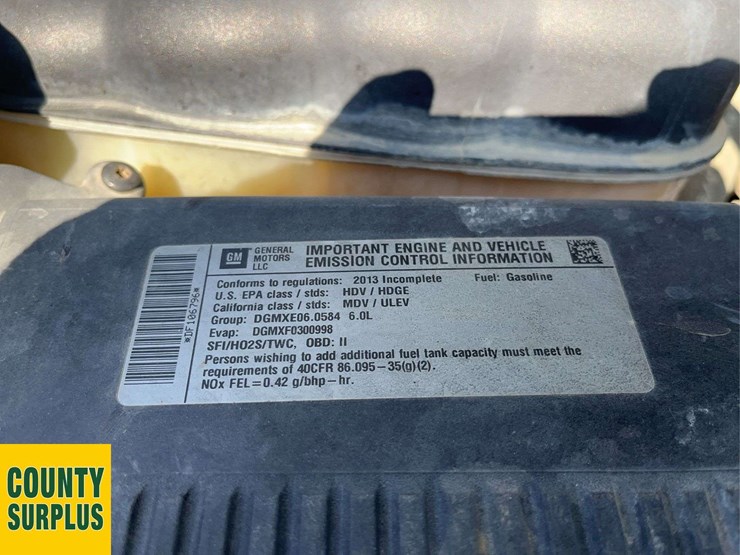 GM
GENERAL MOTORS LLC
IMPORTANT ENGINE AND VEHICLE
EMISSION CONTROL INFORMATION
Conforms to regulations: 2013 Incomplete Fuel: Gasoline
U.S. EPA class / stds: HDV / HDGE
California class / stds: MDV / ULEV
Group: DGMXE06.0584 6.0L
Evap: DGMXF0300998
SFI/HO2S/TWC, OBD: II
Persons wishing to add additional fuel tank capacity must meet the
requirements of 40CFR 86.095-35(g)(2).
NOx FEL=0.42 g/bhp-hr.
*DF106796*
COUNTY
SURPLUS